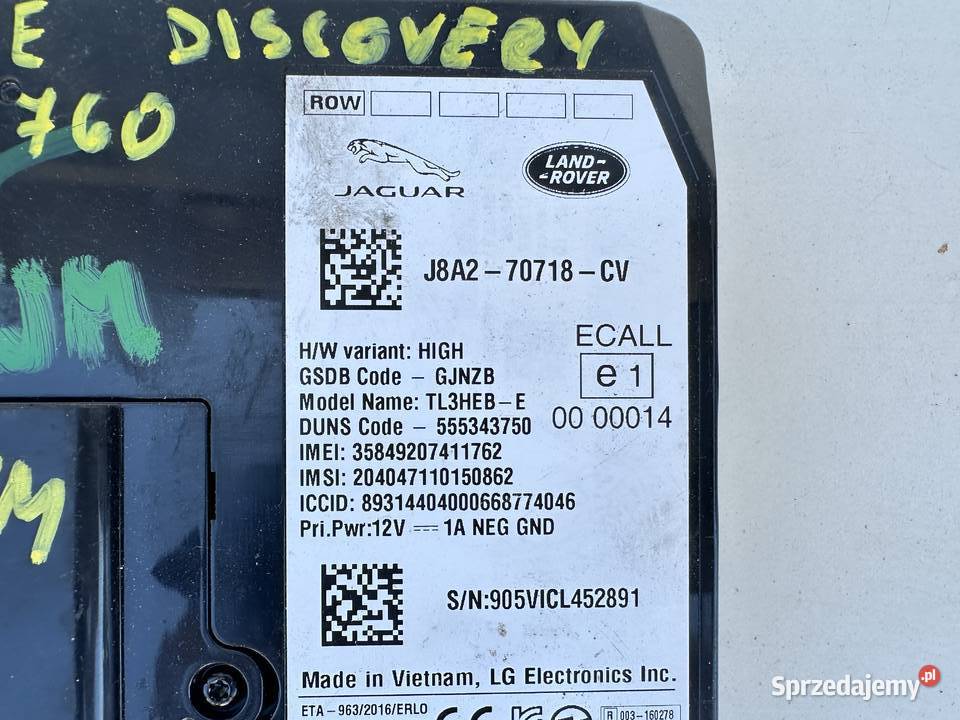 E DISCOVERY
760
JM
M
ROW
JAGUAR
LAND-
-ROVER
J8A2-70718-CV
ECALL
e 1
00 00014
H/W variant: HIGH
GSDB Code - GJNZB
Model Name: TL3HEB-E
DUNS Code - 555343750
IMEI: 35849207411762
IMSI: 204047110150862
ICCID: 89314404000668774046
Pri.Pwr:12V ⎓ 1A NEG GND
S/N:905VICL452891
Made in Vietnam, LG Electronics Inc.
ETA-963/2016/ERLO
R 003-160278
Sprzedajemy.pl